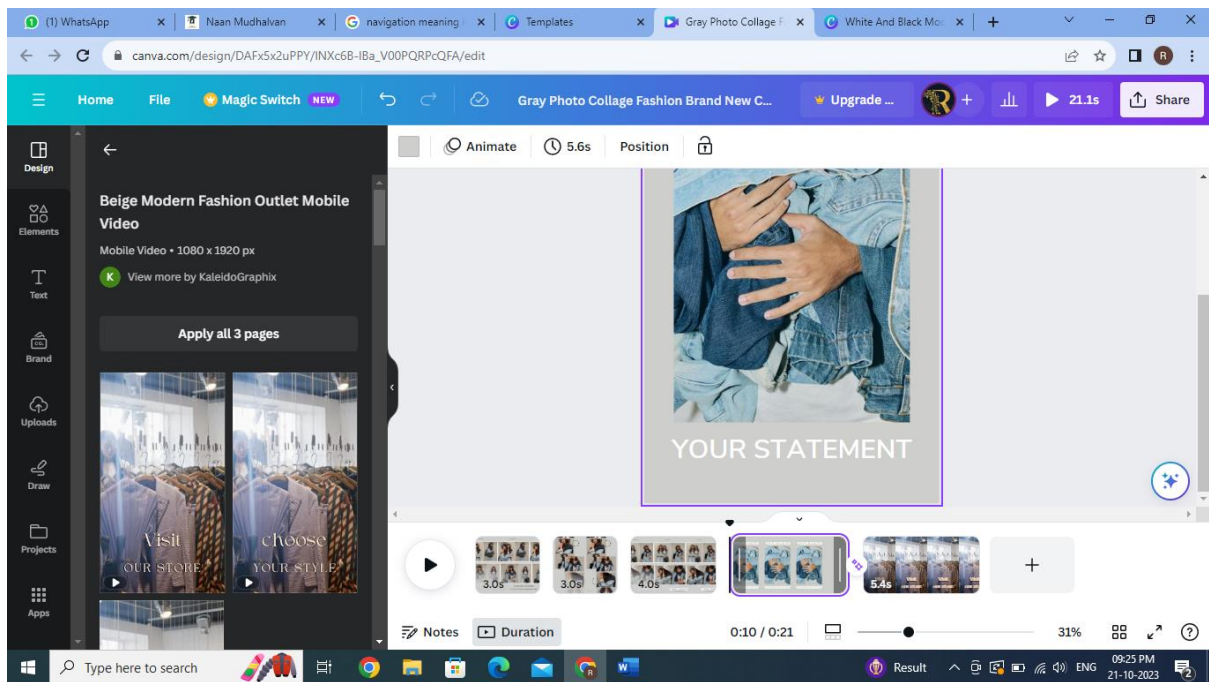 (1) WhatsApp
Naan Mudhalvan
navigation meaning i
Templates
Gray Photo Collage F
White And Black Moc
canva.com/design/DAFx5x2uPPY/INXc6B-IBa_V00PQRPcQFA/edit
R
Home File Magic Switch NEW Gray Photo Collage Fashion Brand New C... Upgrade ... R + 21.1s Share
Design
Elements
Text
Brand
Uploads
Draw
Projects
Apps
Beige Modern Fashion Outlet Mobile
Video
Mobile Video • 1080 x 1920 px
K View more by KaleidoGraphix
Apply all 3 pages
Visit
OUR STORE
choose
YOUR STYLE
Animate 5.6s Position
YOUR STATEMENT
3.0s 3.0s 4.0s 5.4s
Notes Duration 0:10 / 0:21 31%
Type here to search
Result ENG 09:25 PM
21-10-2023
2